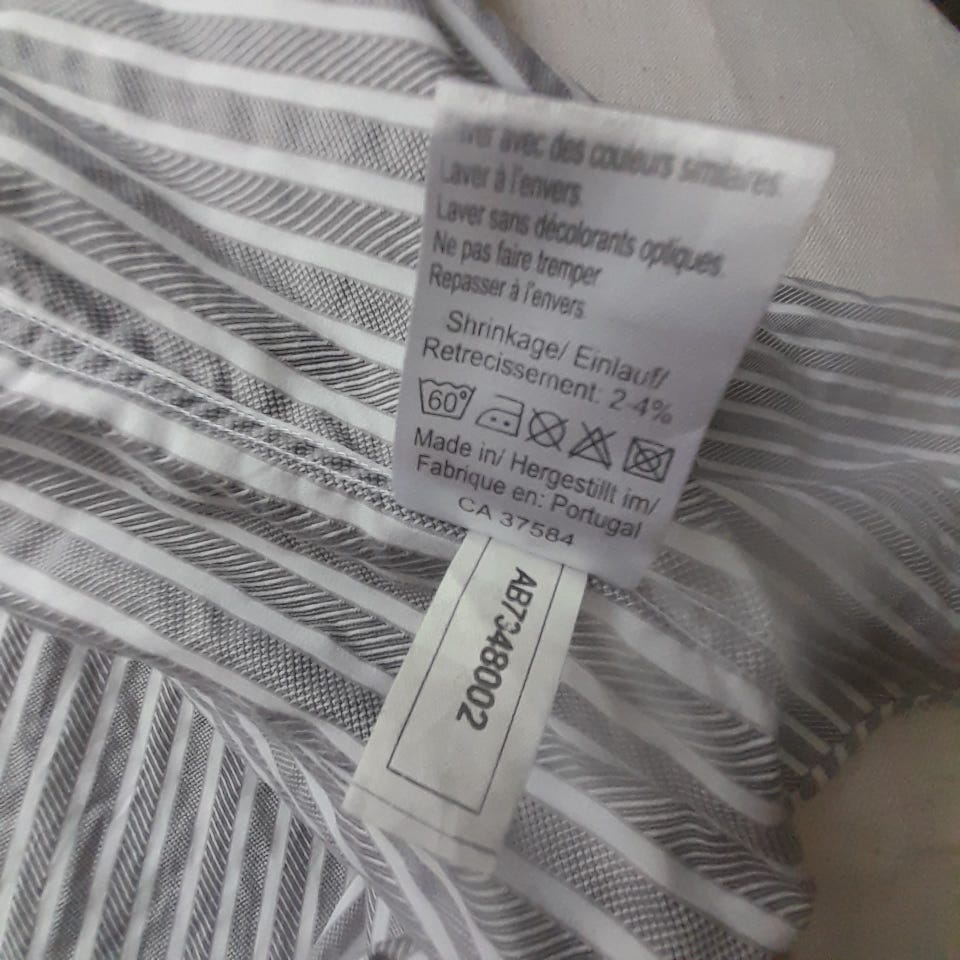 avec des couleurs similaires
Laver à l'envers
Laver sans décolorants optiques
Ne pas faire tremper
Repasser à l'envers
Shrinkage/ Einlauf/
Retrecissement: 2-4%
60°
Made in/ Hergestillt im/
Fabrique en: Portugal
CA 37584
AB7348002